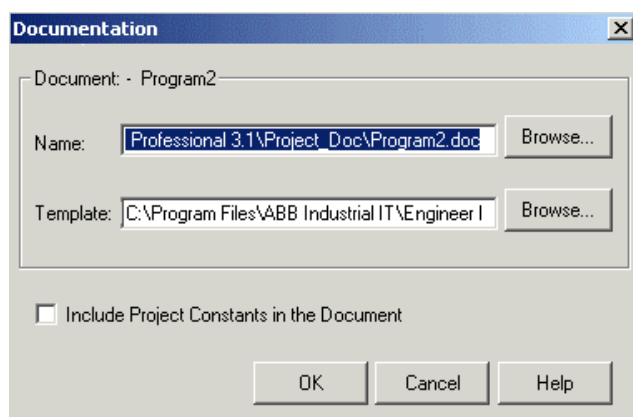 Documentation
Document: - Program2
Name: Professional 3.1\Project_Doc\Program2.doc Browse...
Template: C:\Program Files\ABB Industrial IT\Engineer I Browse...
Include Project Constants in the Document
OK Cancel Help